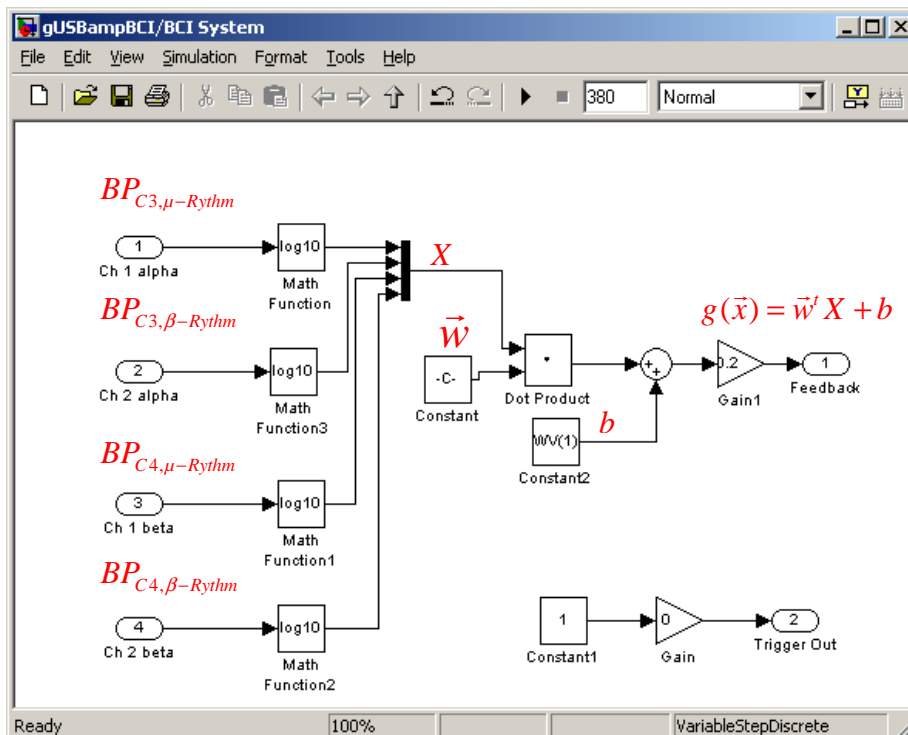 gUSBampBCI/BCI System
File Edit View Simulation Format Tools Help
380 Normal
BP_{C3,μ−Rythm}
1
Ch 1 alpha
log10
Math
Function
X
BP_{C3,β−Rythm}
2
Ch 2 alpha
log10
Math
Function3
w⃗
-C-
Constant
Dot Product
g(x⃗) = w⃗^t X + b
0.2
Gain1
1
Feedback
b
WV(1)
Constant2
BP_{C4,μ−Rythm}
3
Ch 1 beta
log10
Math
Function1
BP_{C4,β−Rythm}
4
Ch 2 beta
log10
Math
Function2
1
Constant1
0
Gain
2
Trigger Out
Ready 100% VariableStepDiscrete